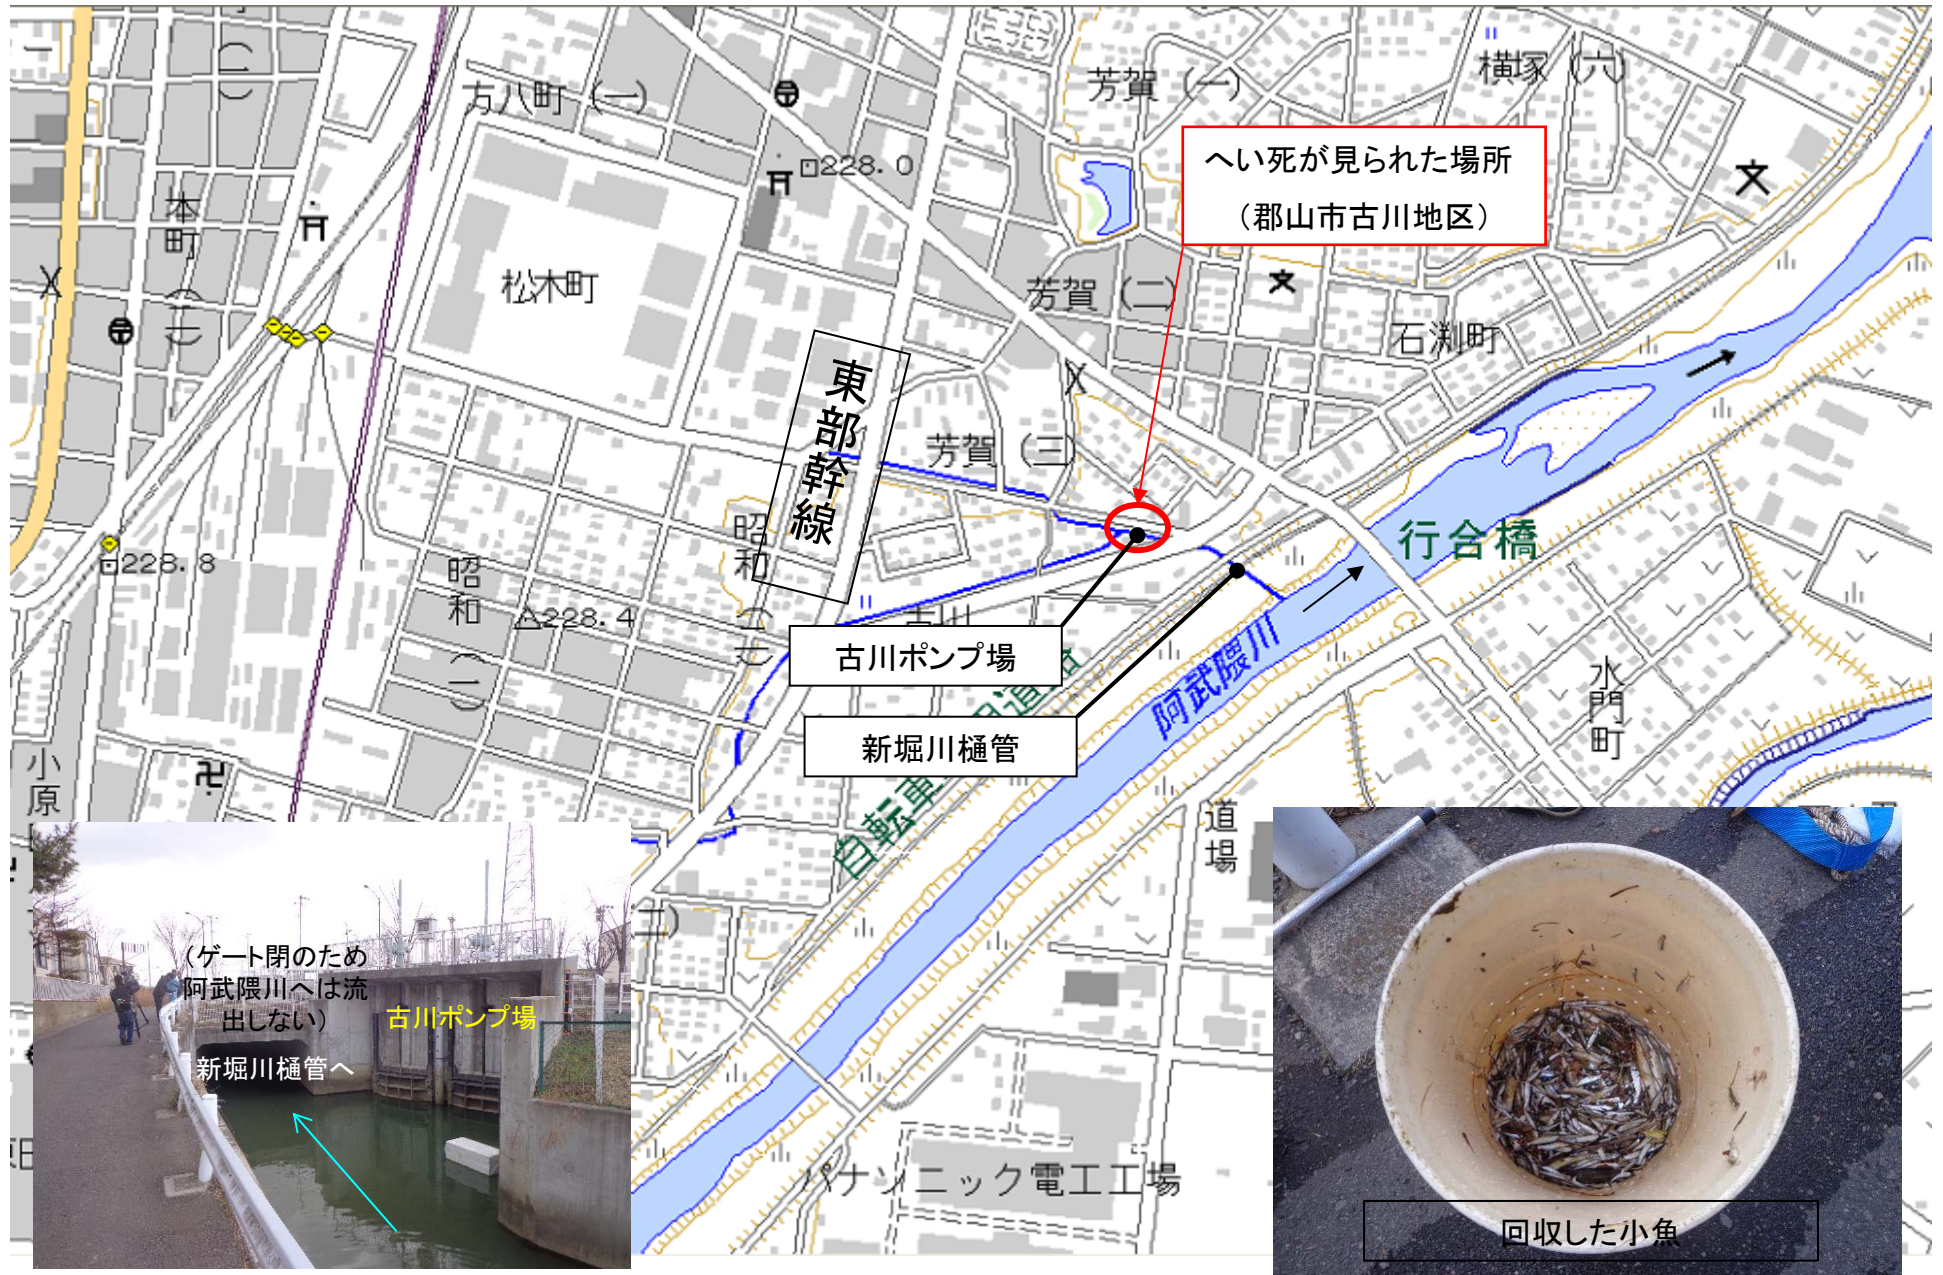 方八町（一）
芳賀（一）
横塚（六）
へい死が見られた場所
（郡山市古川地区）
228.0
本町（二）
松木町
芳賀（二）
石渕町
東部幹線
芳賀（三）
行合橋
228.8
昭和（一）
228.4
昭和（二）
古川
古川ポンプ場
阿武隈川
水門町
新堀川樋管
小原
道場
（ゲート閉のため
阿武隈川へは流
出しない）
古川ポンプ場
新堀川樋管へ
パナソニック電工工場
回収した小魚